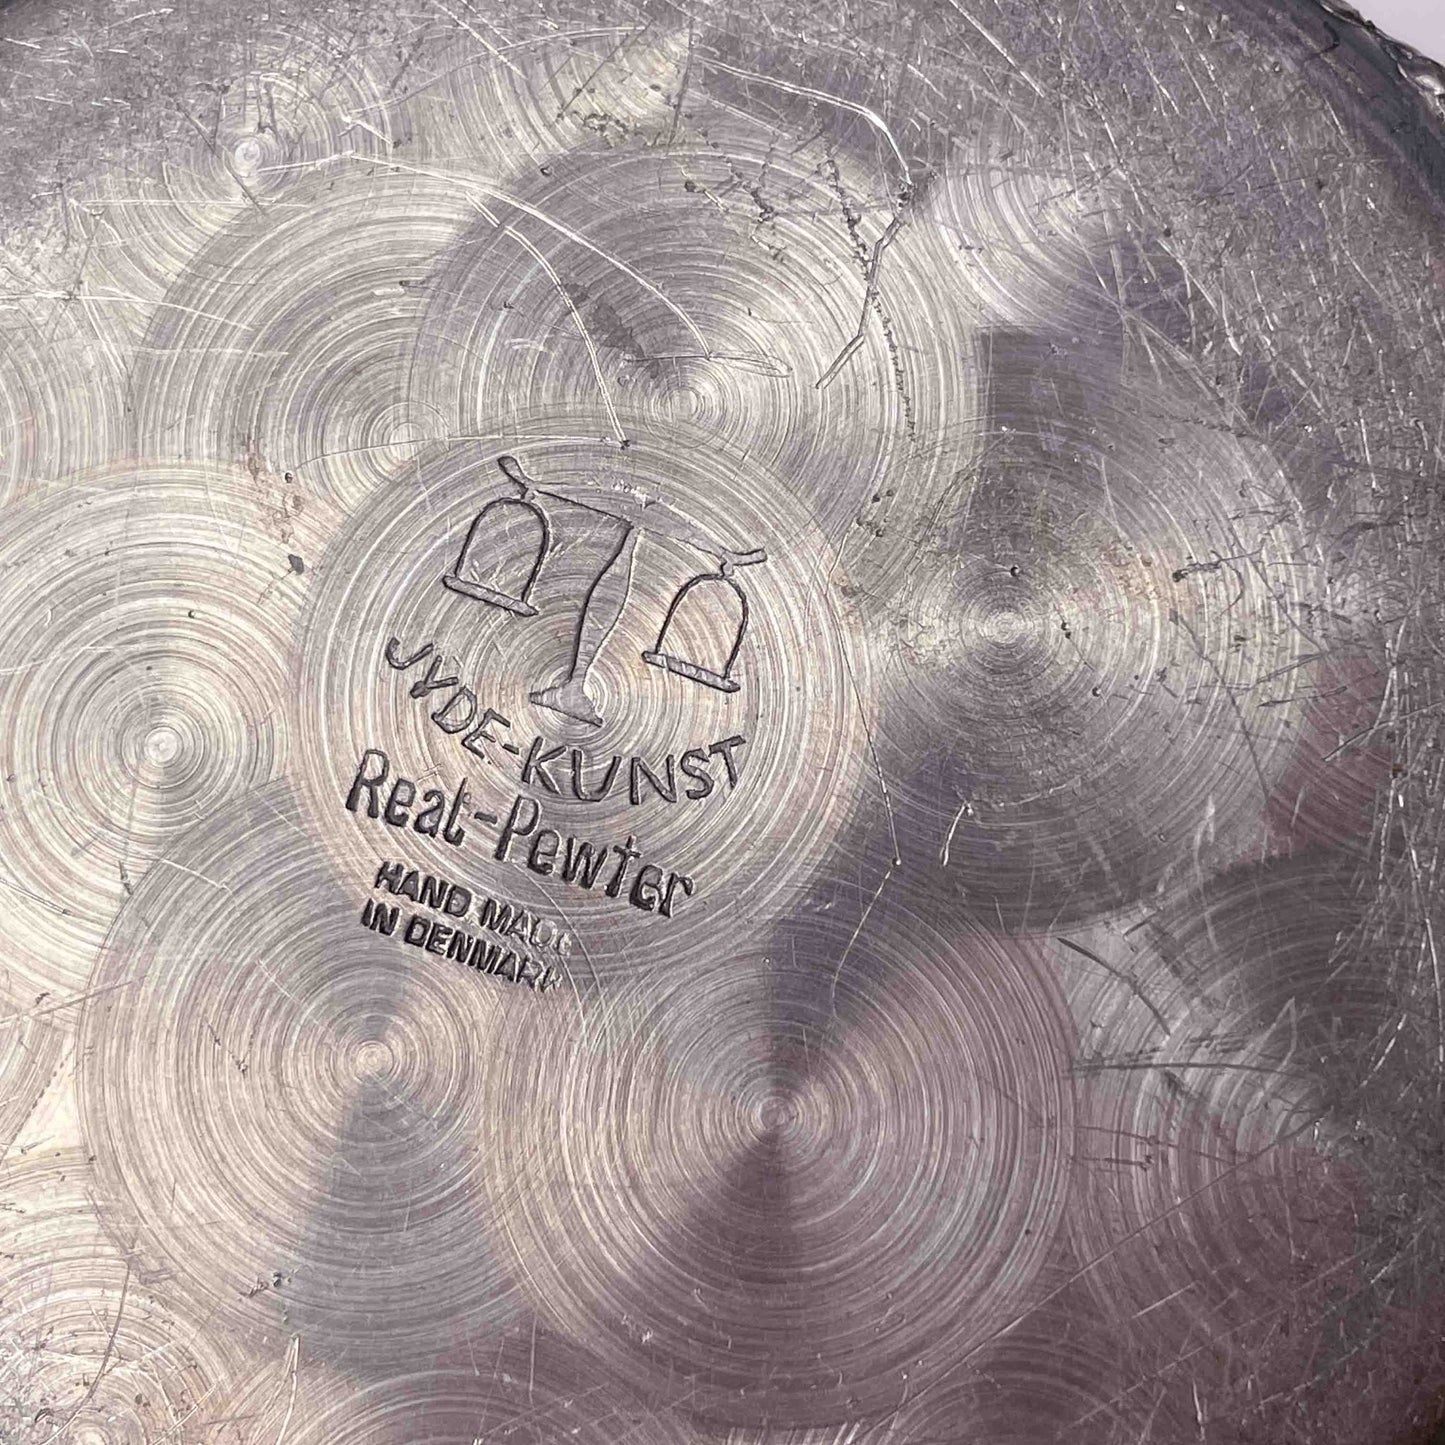 JYDE-KUNST
Real-Pewter
HAND MADE
IN DENMARK